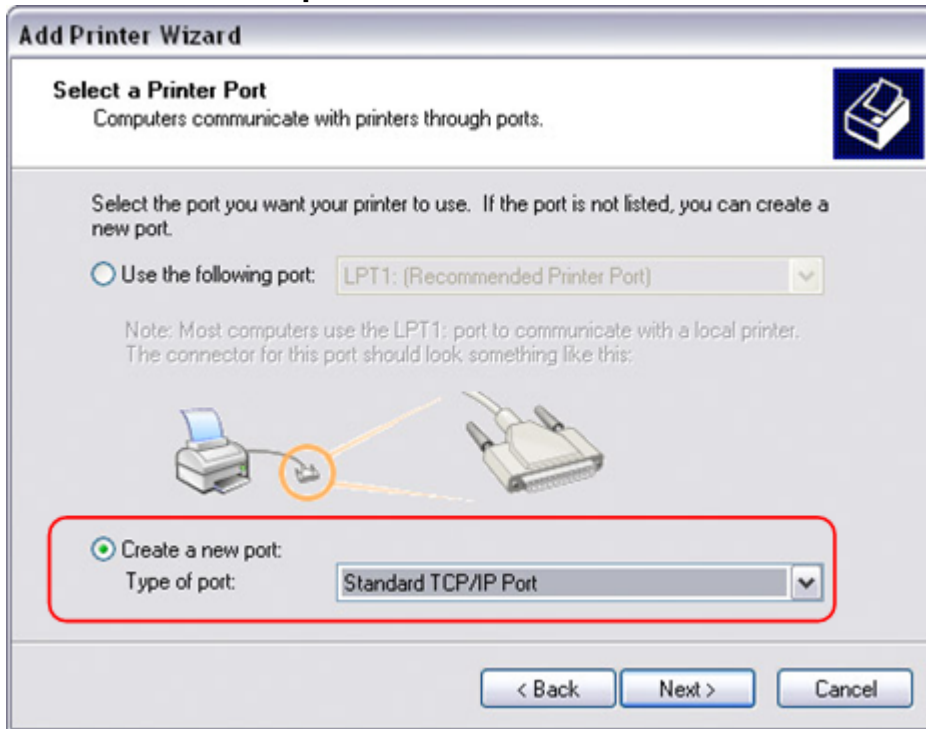 Add Printer Wizard
Select a Printer Port
Computers communicate with printers through ports.
Select the port you want your printer to use. If the port is not listed, you can create a
new port.
Use the following port: LPT1: (Recommended Printer Port)
Note: Most computers use the LPT1: port to communicate with a local printer.
The connector for this port should look something like this:
Create a new port:
Type of port: Standard TCP/IP Port
< Back Next > Cancel